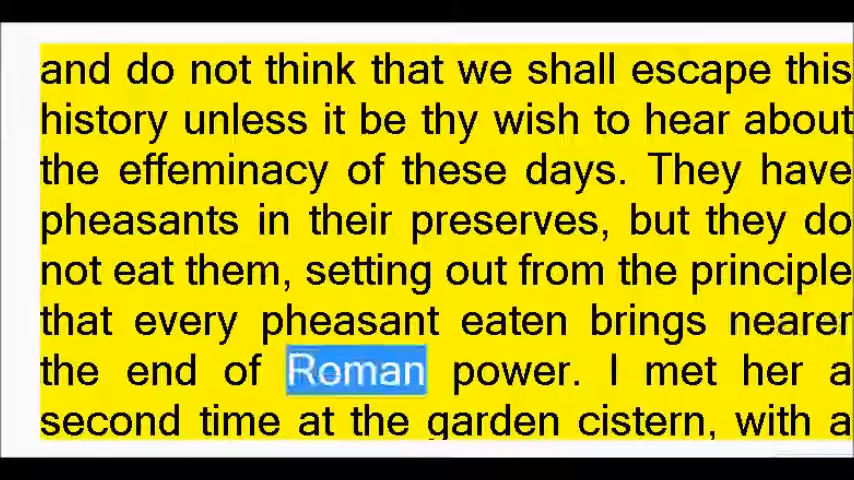 and do not think that we shall escape this
history unless it be thy wish to hear about
the effeminacy of these days. They have
pheasants in their preserves, but they do
not eat them, setting out from the principle
that every pheasant eaten brings nearer
the end of Roman power. I met her a
second time at the garden cistern, with a